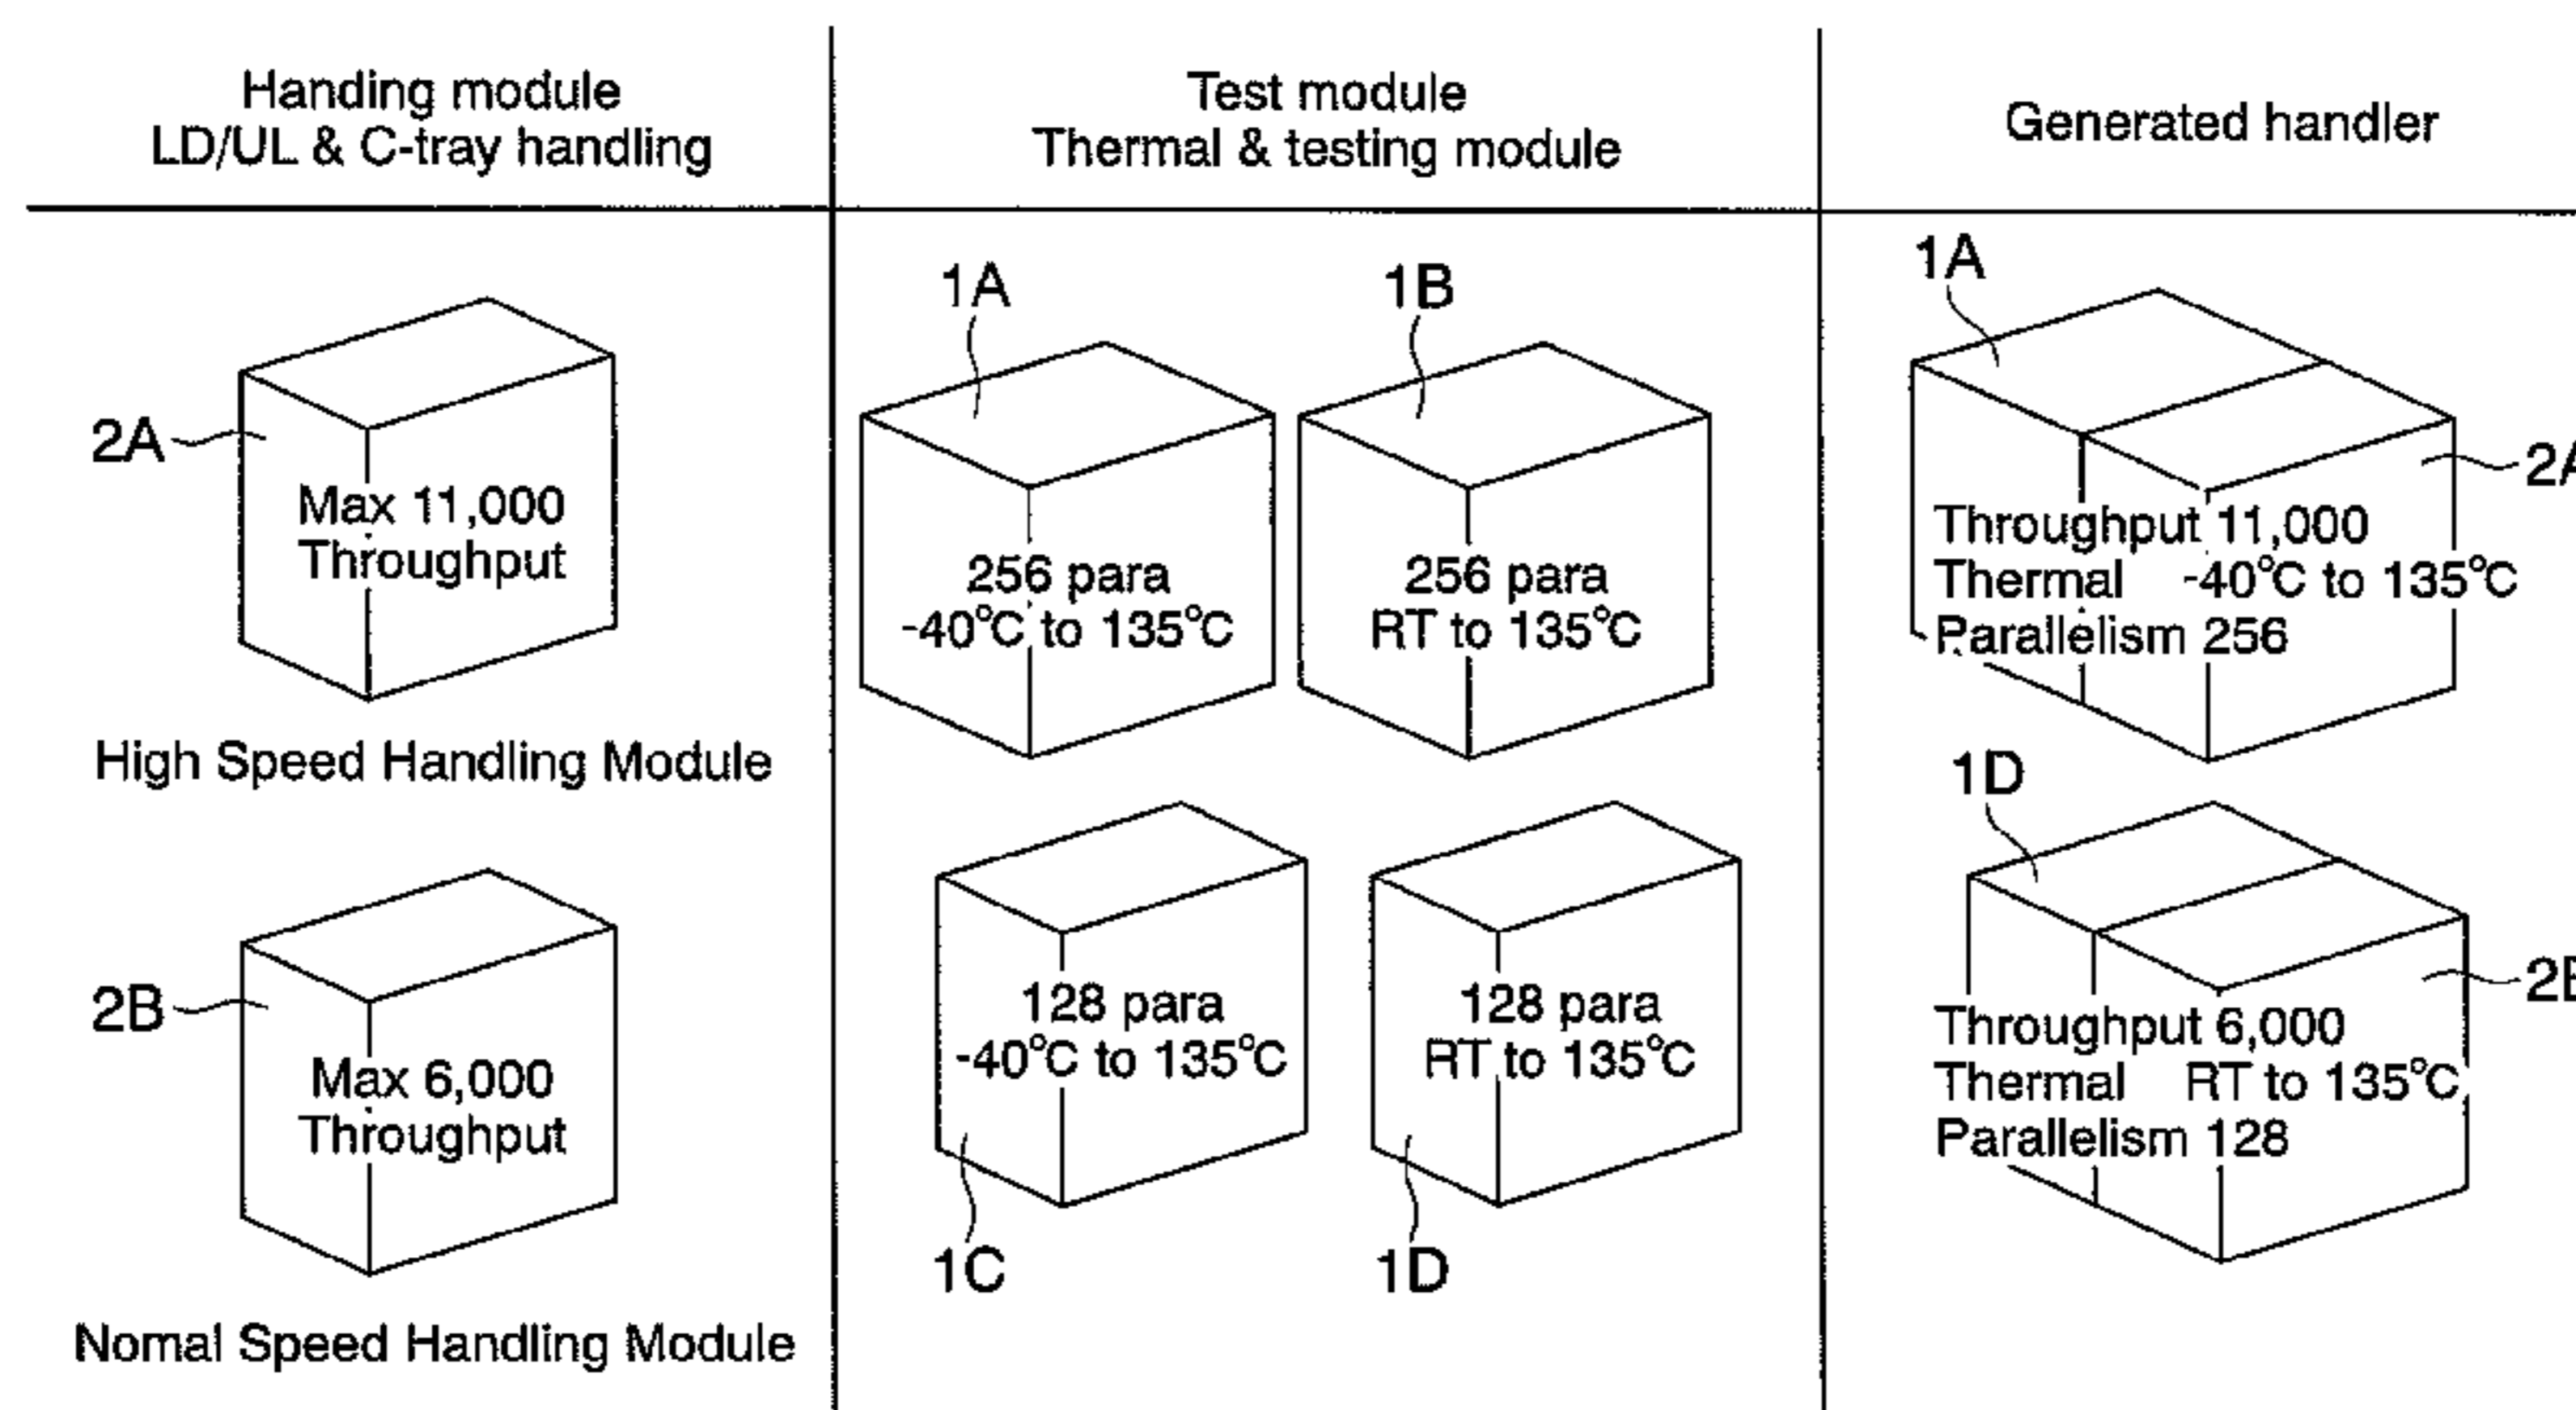 Handing module
LD/UL & C-tray handling
Test module
Thermal & testing module
Generated handler
2A
Max 11,000
Throughput
High Speed Handling Module
2B
Max 6,000
Throughput
Nomal Speed Handling Module
1A
256 para
-40°C to 135°C
1B
256 para
RT to 135°C
128 para
-40°C to 135°C
1C
128 para
RT to 135°C
1D
1A
2A
Throughput 11,000
Thermal -40°C to 135°C
Parallelism 256
1D
2B
Throughput 6,000
Thermal RT to 135°C
Parallelism 128